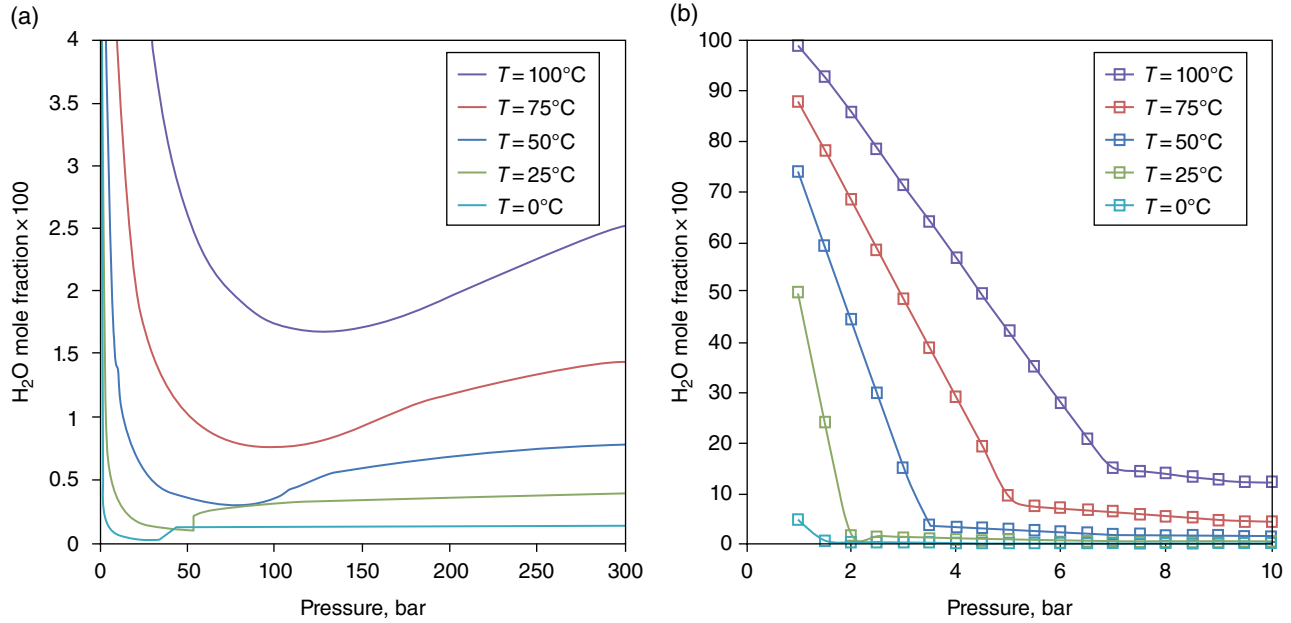 (a)
4
3.5
3
2.5
2
1.5
1
0.5
0
H₂O mole fraction × 100
T = 100°C
T = 75°C
T = 50°C
T = 25°C
T = 0°C
0 50 100 150 200 250 300
Pressure, bar
(b)
100
90
80
70
60
50
40
30
20
10
0
H₂O mole fraction × 100
T = 100°C
T = 75°C
T = 50°C
T = 25°C
T = 0°C
0 2 4 6 8 10
Pressure, bar